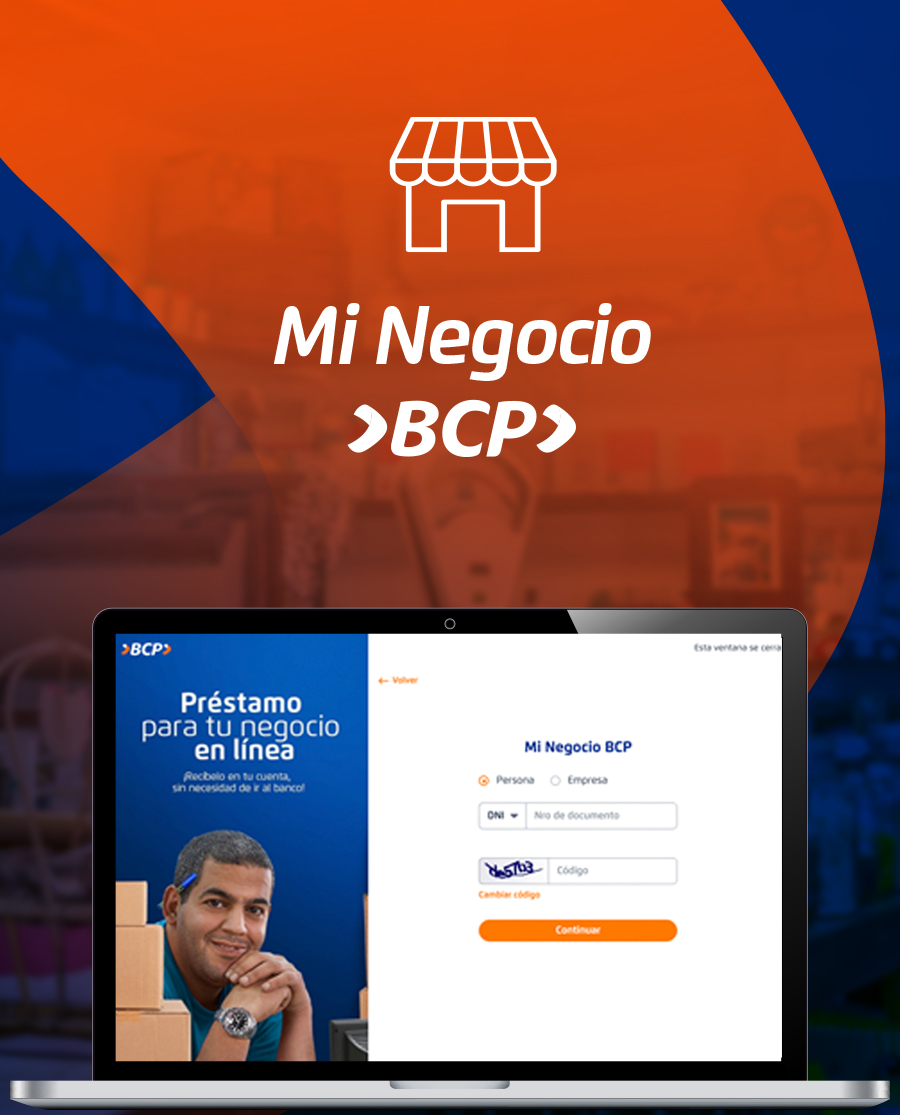 Mi Negocio
>BCP>
>BCP>
Préstamo
para tu negocio
en línea
¡Recíbelo en tu cuenta,
sin necesidad de ir al banco!
Esta ventana se cerra
← Volver
Mi Negocio BCP
Persona Empresa
DNI Nro de documento
Código
Cambiar código
Continuar